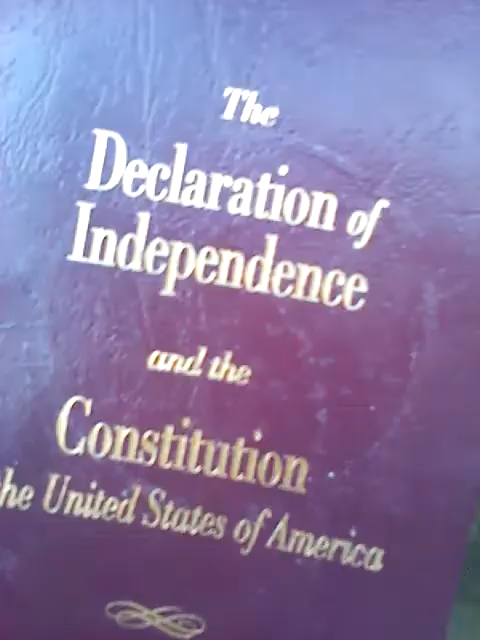 The
Declaration of
Independence
and the
Constitution
he United States of America